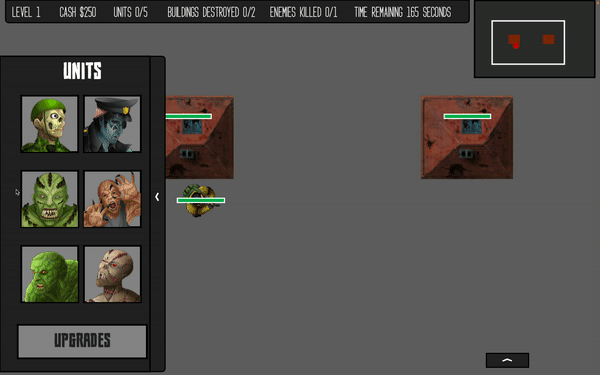 LEVEL 1 CASH $250 UNITS 0/5 BUILDINGS DESTROYED 0/2 ENEMIES KILLED 0/1 TIME REMAINING 165 SECONDS
UNITS
UPGRADES